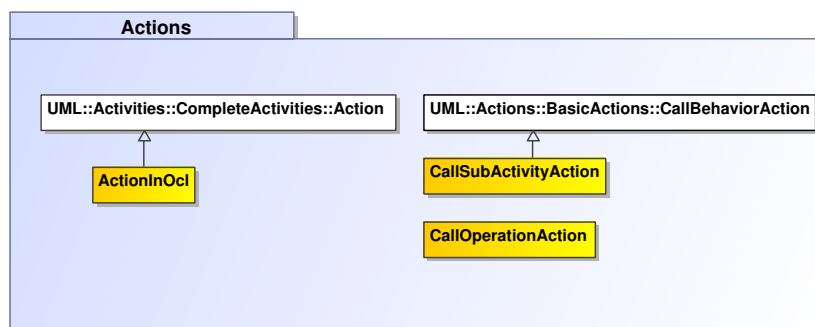 Actions
UML::Activities::CompleteActivities::Action
UML::Actions::BasicActions::CallBehaviorAction
ActionInOcl
CallSubActivityAction
CallOperationAction